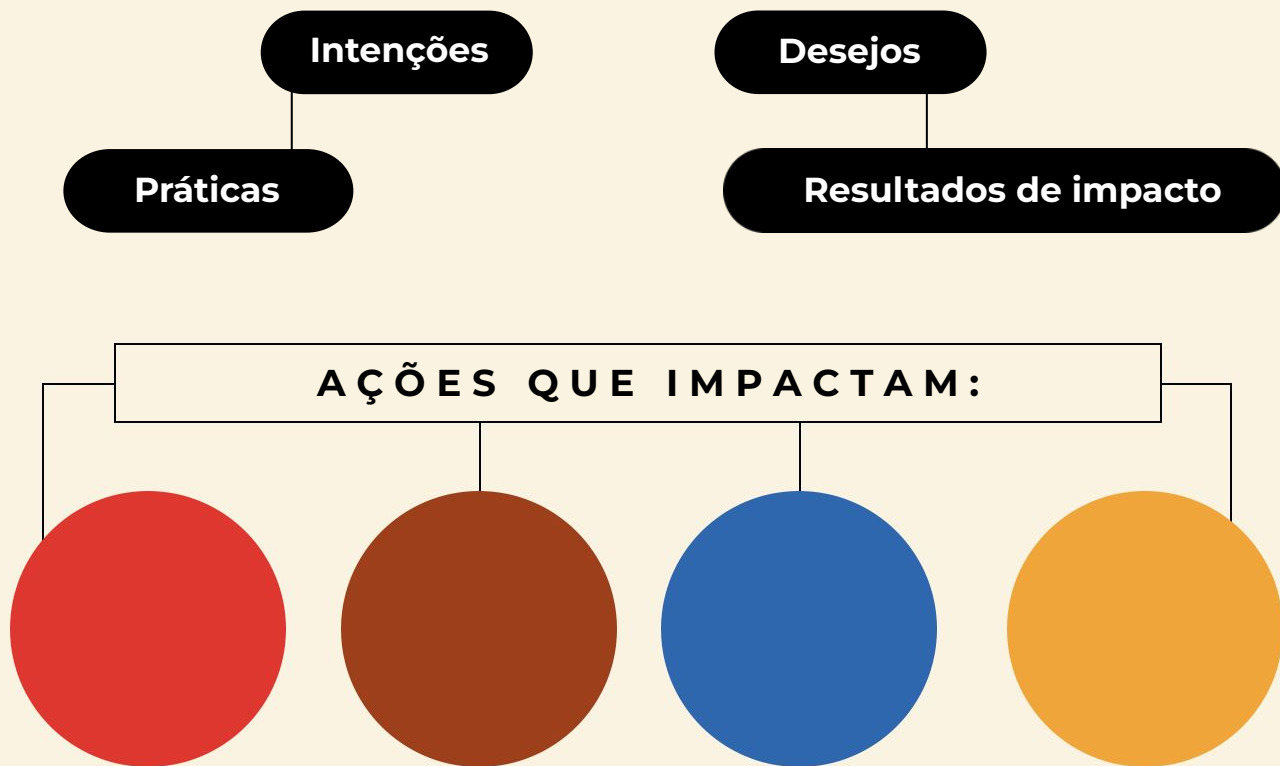 Intenções
Desejos
Práticas
Resultados de impacto
AÇÕES QUE IMPACTAM: